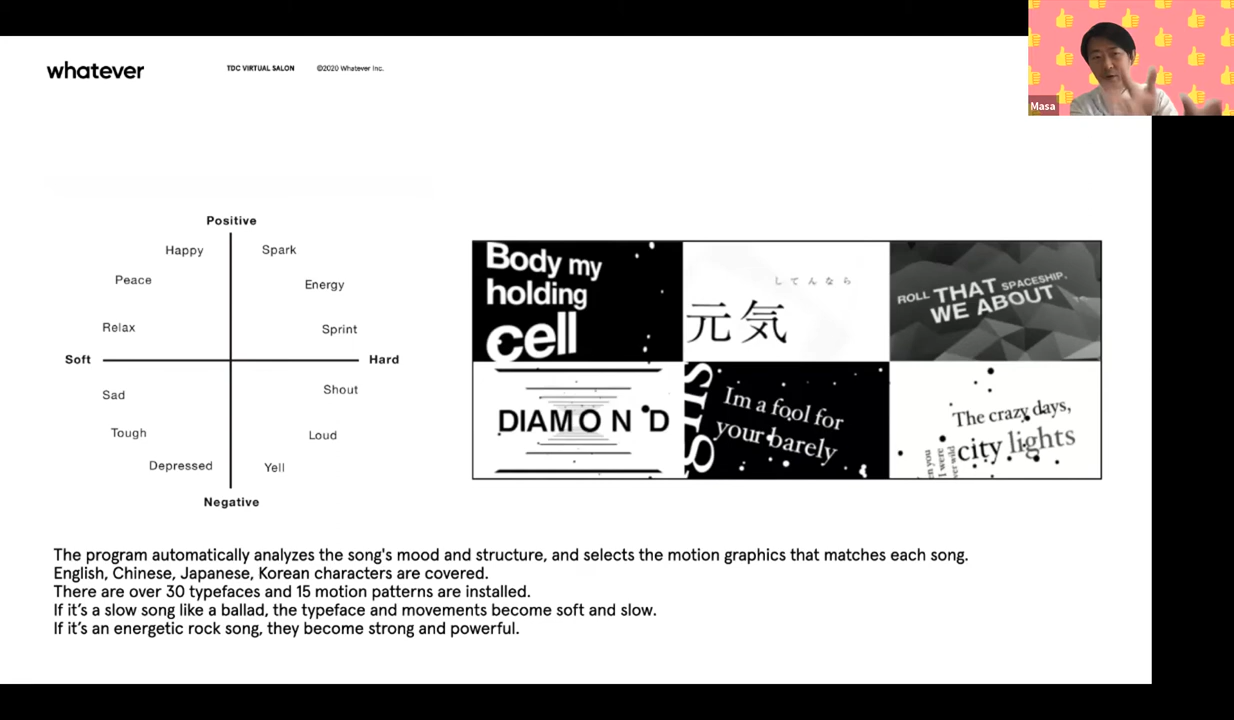 whatever
TDC VIRTUAL SALON
©2020 Whatever Inc.
Masa
Positive
Happy
Spark
Peace
Energy
Relax
Sprint
Soft
Hard
Sad
Shout
Tough
Loud
Depressed
Yell
Negative
Body my
holding
cell
してんなら
元気
ROLL THAT SPACESHIP.
WE ABOUT
DIAMOND
Im a fool for
your barely
The crazy days,
city lights
The program automatically analyzes the song's mood and structure, and selects the motion graphics that matches each song.
English, Chinese, Japanese, Korean characters are covered.
There are over 30 typefaces and 15 motion patterns are installed.
If it's a slow song like a ballad, the typeface and movements become soft and slow.
If it's an energetic rock song, they become strong and powerful.